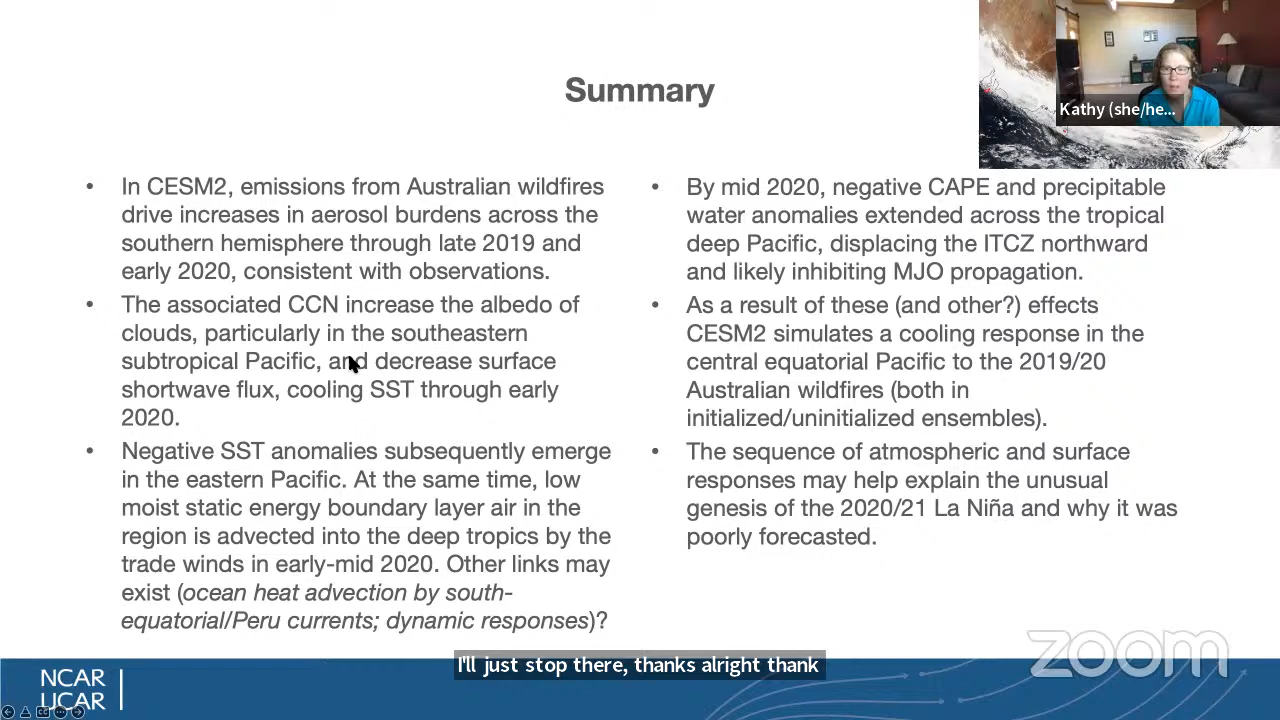 Summary
Kathy (she/he...
• In CESM2, emissions from Australian wildfires
drive increases in aerosol burdens across the
southern hemisphere through late 2019 and
early 2020, consistent with observations.
• The associated CCN increase the albedo of
clouds, particularly in the southeastern
subtropical Pacific, and decrease surface
shortwave flux, cooling SST through early
2020.
• Negative SST anomalies subsequently emerge
in the eastern Pacific. At the same time, low
moist static energy boundary layer air in the
region is advected into the deep tropics by the
trade winds in early-mid 2020. Other links may
exist (ocean heat advection by south-
equatorial/Peru currents; dynamic responses)?
• By mid 2020, negative CAPE and precipitable
water anomalies extended across the tropical
deep Pacific, displacing the ITCZ northward
and likely inhibiting MJO propagation.
• As a result of these (and other?) effects
CESM2 simulates a cooling response in the
central equatorial Pacific to the 2019/20
Australian wildfires (both in
initialized/uninitialized ensembles).
• The sequence of atmospheric and surface
responses may help explain the unusual
genesis of the 2020/21 La Niña and why it was
poorly forecasted.
zoom
I'll just stop there, thanks alright thank
NCAR
UCAR